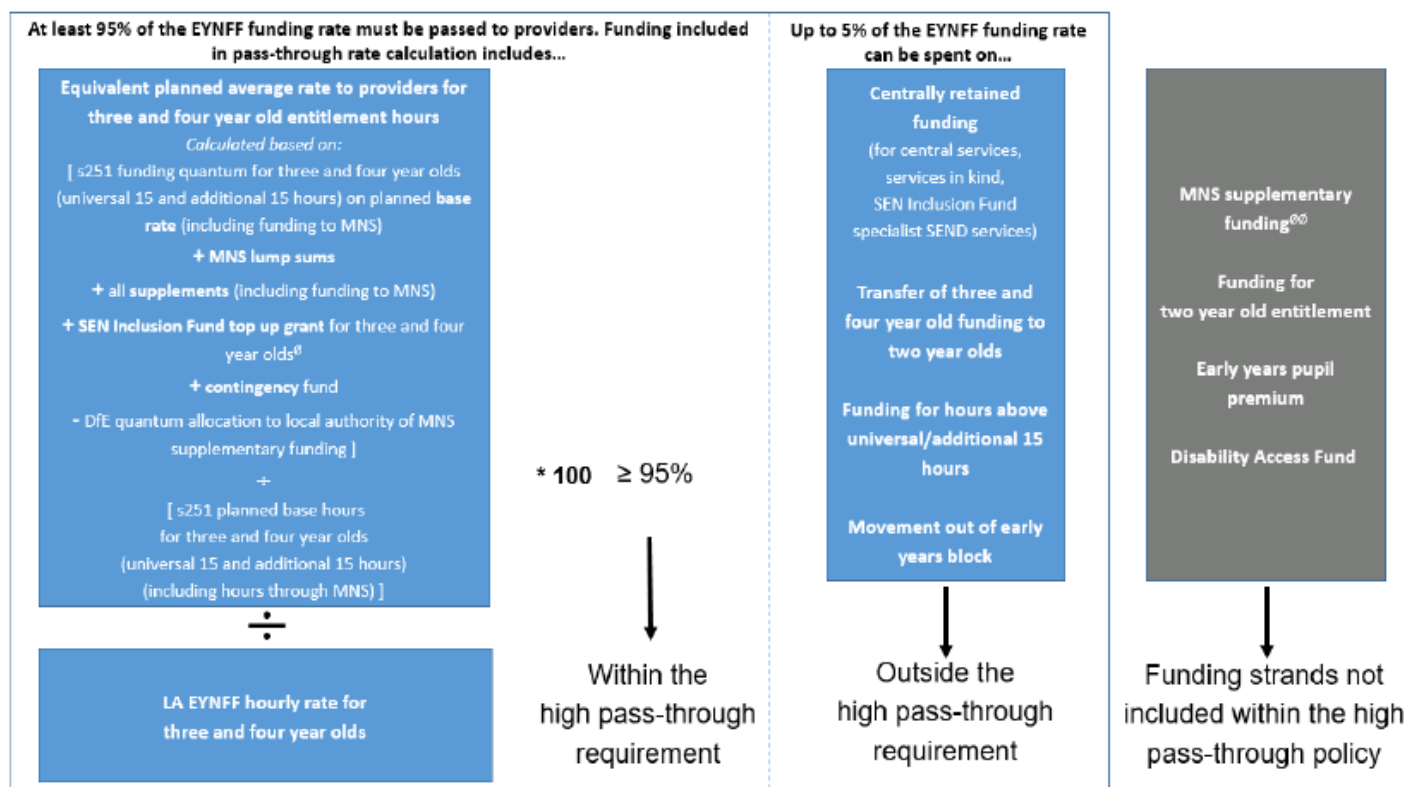 At least 95% of the EYNFF funding rate must be passed to providers. Funding included
in pass-through rate calculation includes...
Equivalent planned average rate to providers for
three and four year old entitlement hours
Calculated based on:
[ s251 funding quantum for three and four year olds
(universal 15 and additional 15 hours) on planned base
rate (including funding to MNS)
+ MNS lump sums
+ all supplements (including funding to MNS)
+ SEN Inclusion Fund top up grant for three and four
year olds⁰
+ contingency fund
- DfE quantum allocation to local authority of MNS
supplementary funding ]
÷
[ s251 planned base hours
for three and four year olds
(universal 15 and additional 15 hours)
(including hours through MNS) ]
÷
LA EYNFF hourly rate for
three and four year olds
* 100 ≥ 95%
Within the
high pass-through
requirement
Up to 5% of the EYNFF funding rate
can be spent on...
Centrally retained
funding
(for central services,
services in kind,
SEN Inclusion Fund
specialist SEND services)
Transfer of three and
four year old funding to
two year olds
Funding for hours above
universal/additional 15
hours
Movement out of early
years block
Outside the
high pass-through
requirement
MNS supplementary
funding⁰⁰
Funding for
two year old entitlement
Early years pupil
premium
Disability Access Fund
Funding strands not
included within the high
pass-through policy